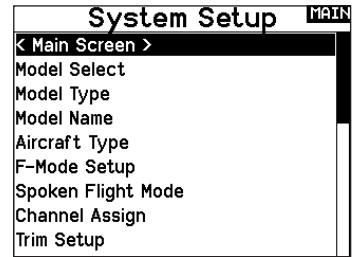 System Setup MAIN
< Main Screen >
Model Select
Model Type
Model Name
Aircraft Type
F-Mode Setup
Spoken Flight Mode
Channel Assign
Trim Setup